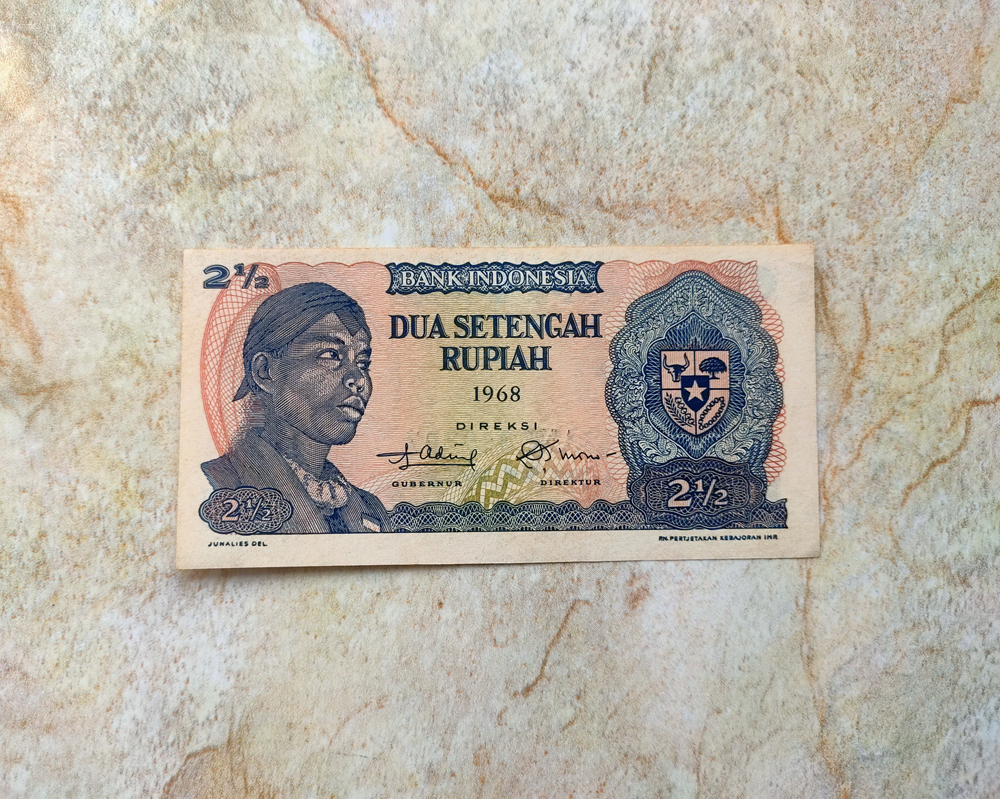 2½
BANK INDONESIA
DUA SETENGAH
RUPIAH
1968
DIREKSI
GUBERNUR
DIREKTUR
2½
2½
JUNALIES DEL.
PN. PERTJETAKAN KEBAJORAN IMP.